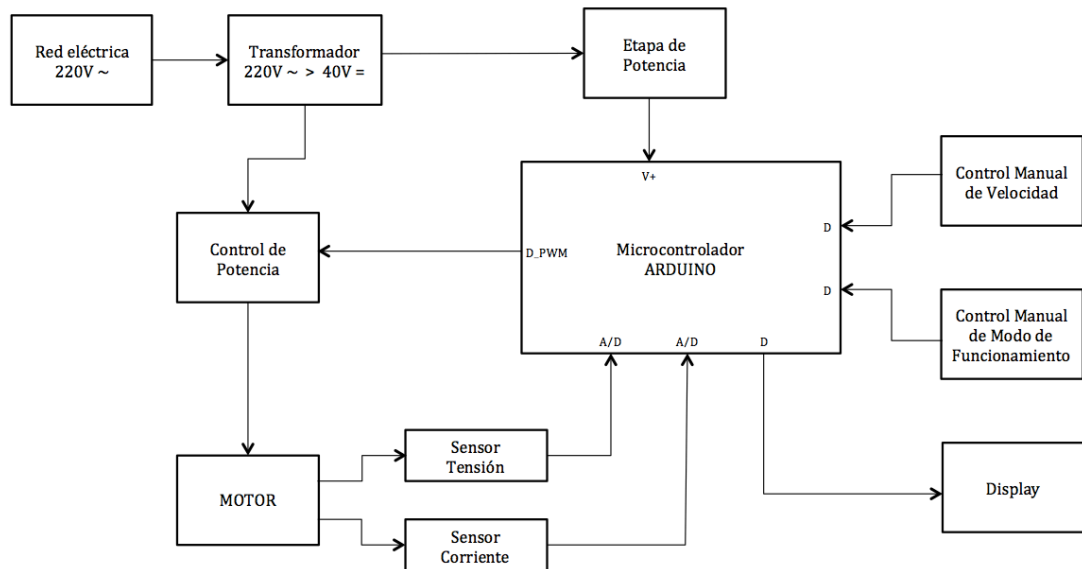 Red eléctrica
220V ~
Transformador
220V ~ > 40V =
Etapa de
Potencia
V+
Control Manual
de Velocidad
D
Control de
Potencia
D_PWM
Microcontrolador
ARDUINO
D
Control Manual
de Modo de
Funcionamiento
A/D
A/D
D
Sensor
Tensión
MOTOR
Display
Sensor
Corriente